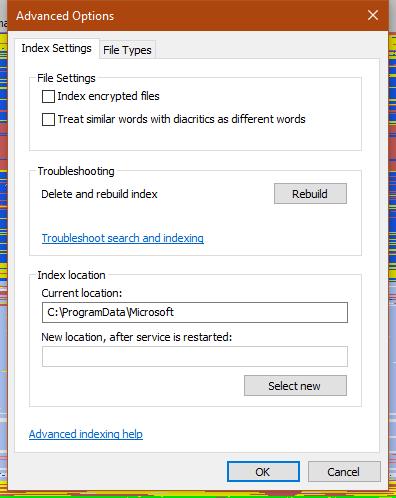 Advanced Options
Index Settings
File Types
File Settings
Index encrypted files
Treat similar words with diacritics as different words
Troubleshooting
Delete and rebuild index
Rebuild
Troubleshoot search and indexing
Index location
Current location:
C:\ProgramData\Microsoft
New location, after service is restarted:
Select new
Advanced indexing help
OK
Cancel